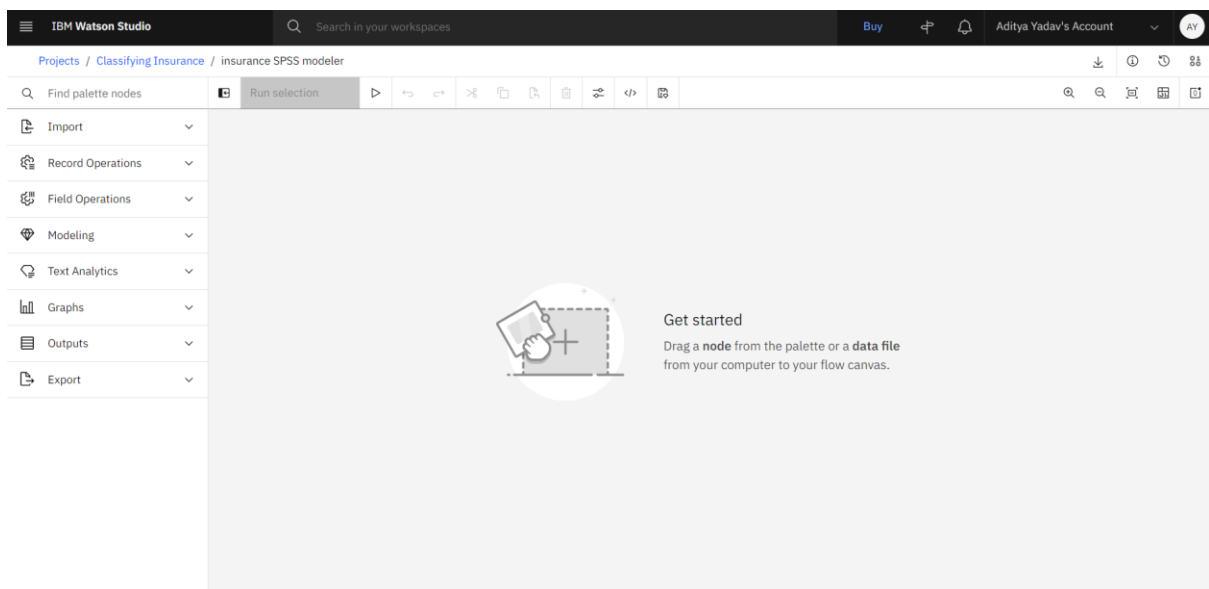 IBM Watson Studio
Search in your workspaces
Buy
Aditya Yadav's Account
AY
Projects / Classifying Insurance / insurance SPSS modeler
Find palette nodes
Run selection
Import
Record Operations
Field Operations
Modeling
Text Analytics
Graphs
Outputs
Export
Get started
Drag a node from the palette or a data file
from your computer to your flow canvas.